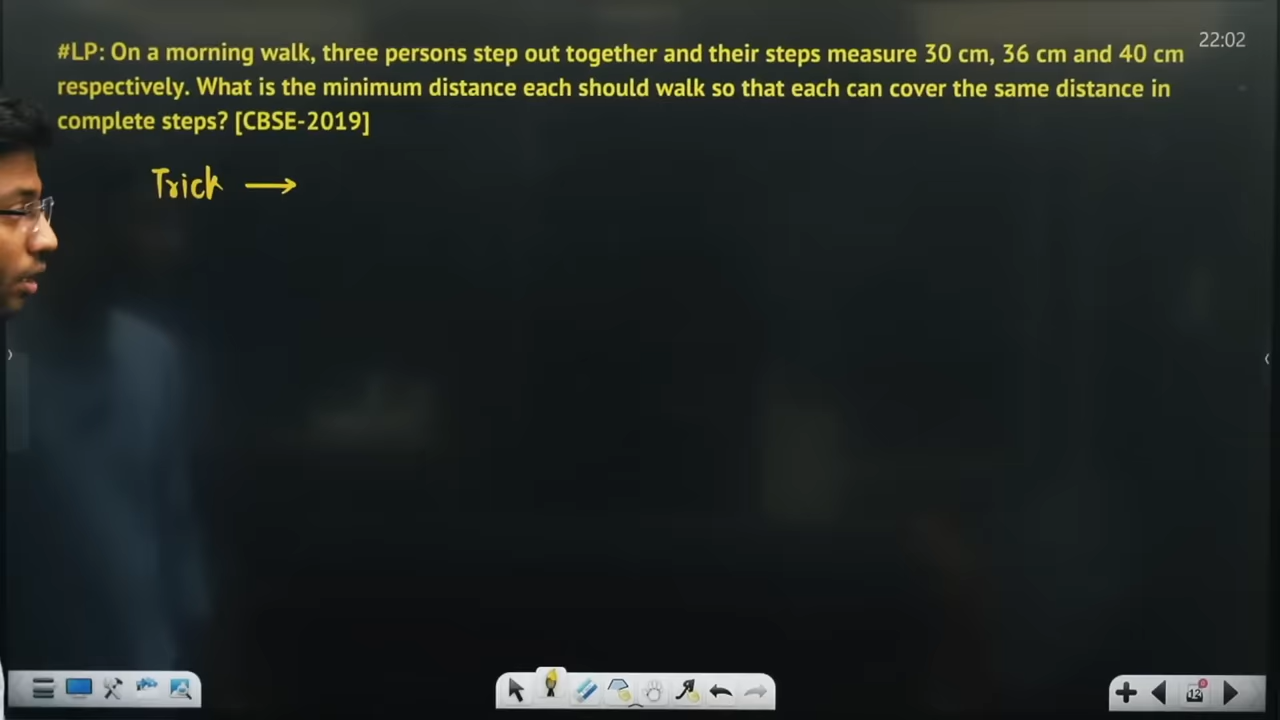 22:02
#LP: On a morning walk, three persons step out together and their steps measure 30 cm, 36 cm and 40 cm
respectively. What is the minimum distance each should walk so that each can cover the same distance in
complete steps? [CBSE-2019]
Trick →
12